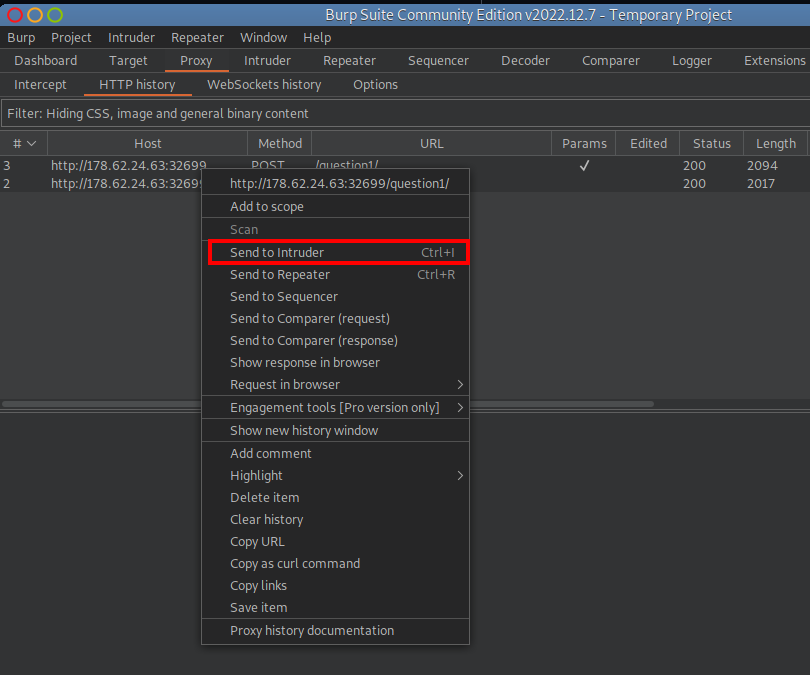 Burp Suite Community Edition v2022.12.7 - Temporary Project
Burp Project Intruder Repeater Window Help
Dashboard Target Proxy Intruder Repeater Sequencer Decoder Comparer Logger Extensions
Intercept HTTP history WebSockets history Options
Filter: Hiding CSS, image and general binary content
# Host Method URL Params Edited Status Length
3 http://178.62.24.63:32699 POST /question1/ ✓ 200 2094
2 http://178.62.24.63:32699 200 2017
http://178.62.24.63:32699/question1/
Add to scope
Scan
Send to Intruder Ctrl+I
Send to Repeater Ctrl+R
Send to Sequencer
Send to Comparer (request)
Send to Comparer (response)
Show response in browser
Request in browser >
Engagement tools [Pro version only] >
Show new history window
Add comment
Highlight >
Delete item
Clear history
Copy URL
Copy as curl command
Copy links
Save item
Proxy history documentation